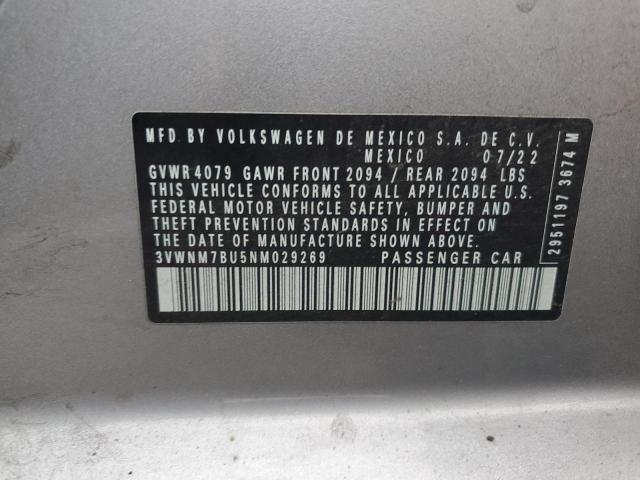 MFD BY VOLKSWAGEN DE MEXICO S.A. DE C.V.
MEXICO 07/22
GVWR 4079 GAWR FRONT 2094 / REAR 2094 LBS
THIS VEHICLE CONFORMS TO ALL APPLICABLE U.S.
FEDERAL MOTOR VEHICLE SAFETY, BUMPER AND
THEFT PREVENTION STANDARDS IN EFFECT ON
THE DATE OF MANUFACTURE SHOWN ABOVE.
3VWNM7BU5NM029269 PASSENGER CAR
2951197 3674 M